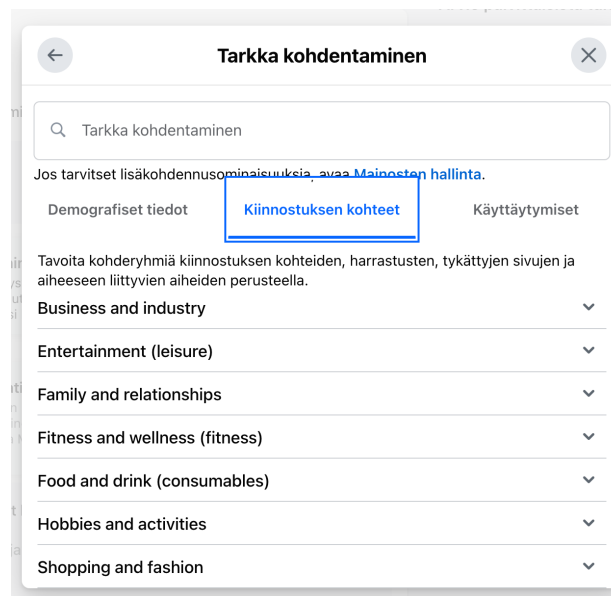 Tarkka kohdentaminen
Tarkka kohdentaminen
Jos tarvitset lisäkohdennusominaisuuksia, avaa Mainosten hallinta.
Demografiset tiedot
Kiinnostuksen kohteet
Käyttäytymiset
Tavoita kohderyhmiä kiinnostuksen kohteiden, harrastusten, tykättyjen sivujen ja
aiheeseen liittyvien aiheiden perusteella.
Business and industry
Entertainment (leisure)
Family and relationships
Fitness and wellness (fitness)
Food and drink (consumables)
Hobbies and activities
Shopping and fashion